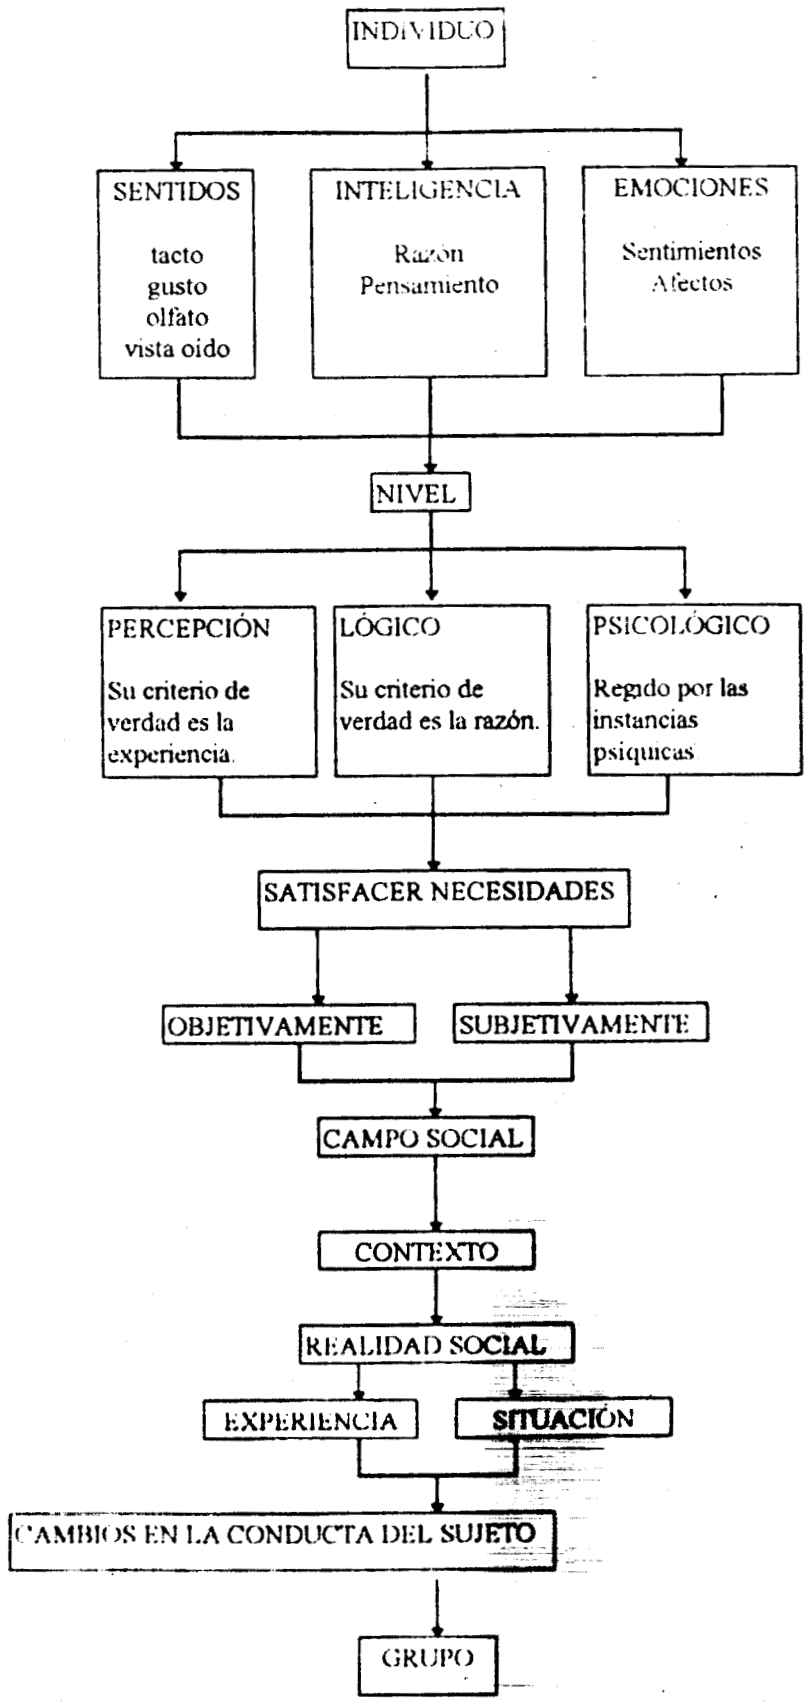 INDIVIDUO
SENTIDOS
tacto
gusto
olfato
vista oído
INTELIGENCIA
Razón
Pensamiento
EMOCIONES
Sentimientos
Afectos
NIVEL
PERCEPCIÓN
Su criterio de
verdad es la
experiencia.
LÓGICO
Su criterio de
verdad es la razón.
PSICOLÓGICO
Regido por las
instancias
psiquicas
SATISFACER NECESIDADES
OBJETIVAMENTE
SUBJETIVAMENTE
CAMPO SOCIAL
CONTEXTO
REALIDAD SOCIAL
EXPERIENCIA
SITUACIÓN
CAMBIOS EN LA CONDUCTA DEL SUJETO
GRUPO